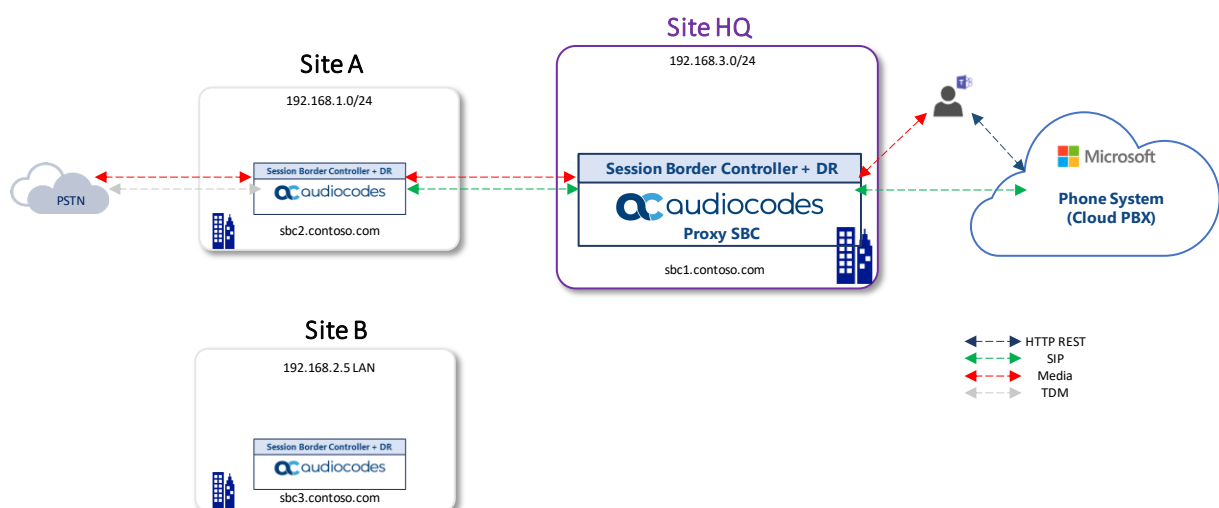 Site HQ
192.168.3.0/24
Site A
192.168.1.0/24
T
Session Border Controller + DR
Microsoft
Session Border Controller + DR
audiocodes
audiocodes
Phone System
(Cloud PBX)
PSTN
Proxy SBC
sbc2.contoso.com
sbc1.contoso.com
Site B
192.168.2.5 LAN
HTTP REST
SIP
Media
TDM
Session Border Controller + DR
audiocodes
sbc3.contoso.com